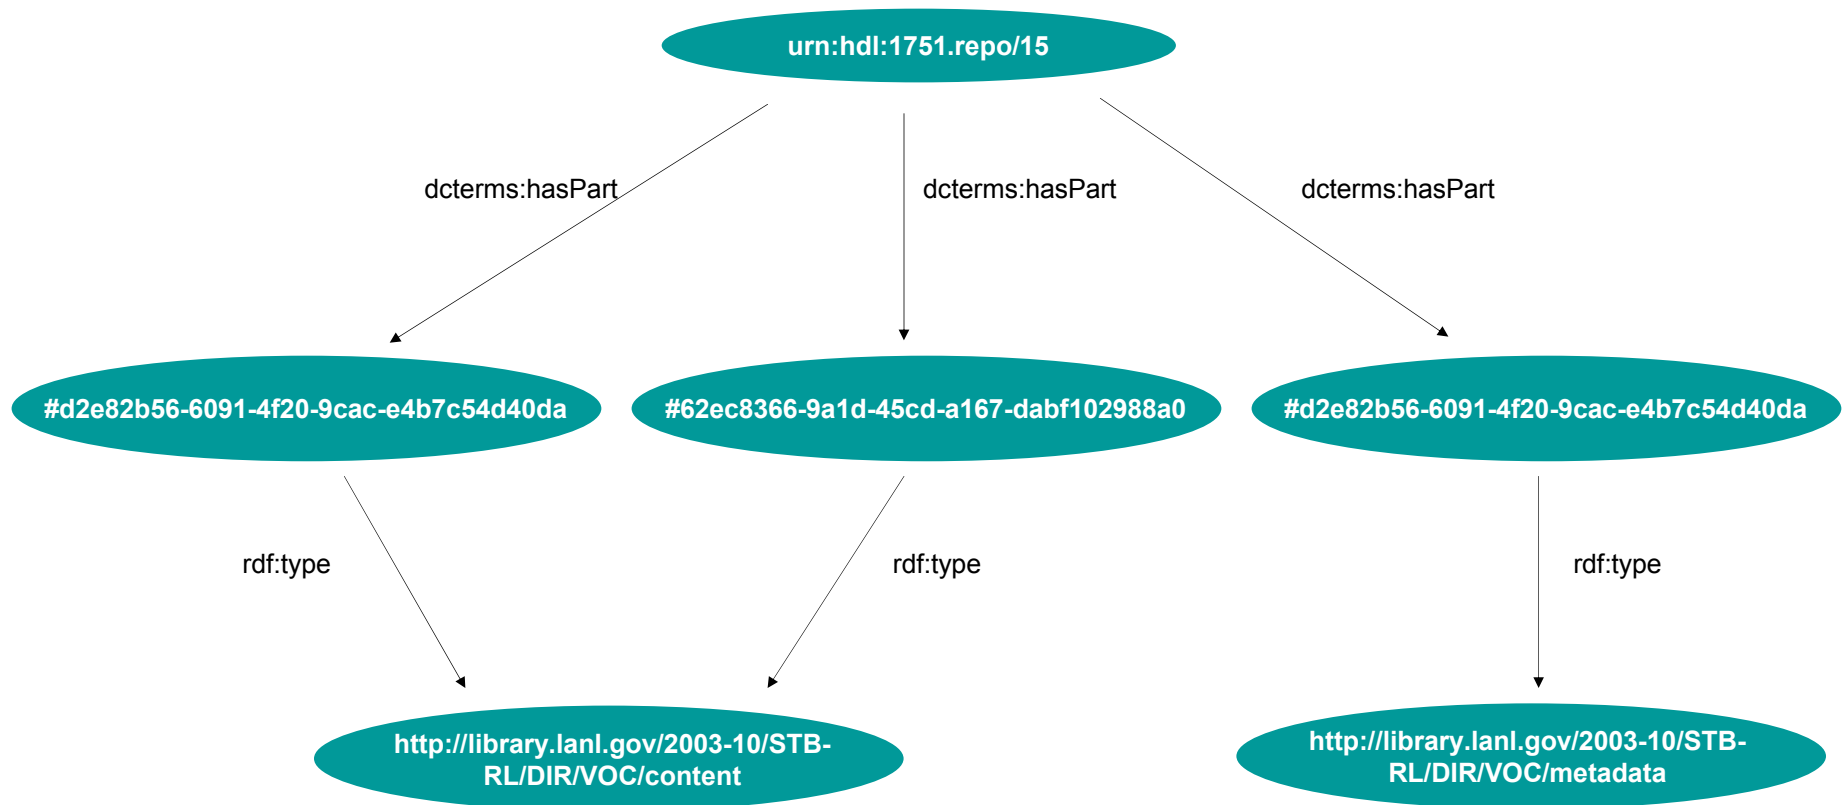 urn:hdl:1751.repo/15
dcterms:hasPart
dcterms:hasPart
dcterms:hasPart
#d2e82b56-6091-4f20-9cac-e4b7c54d40da
#62ec8366-9a1d-45cd-a167-dabf102988a0
#d2e82b56-6091-4f20-9cac-e4b7c54d40da
rdf:type
rdf:type
rdf:type
http://library.lanl.gov/2003-10/STB-
RL/DIR/VOC/content
http://library.lanl.gov/2003-10/STB-
RL/DIR/VOC/metadata